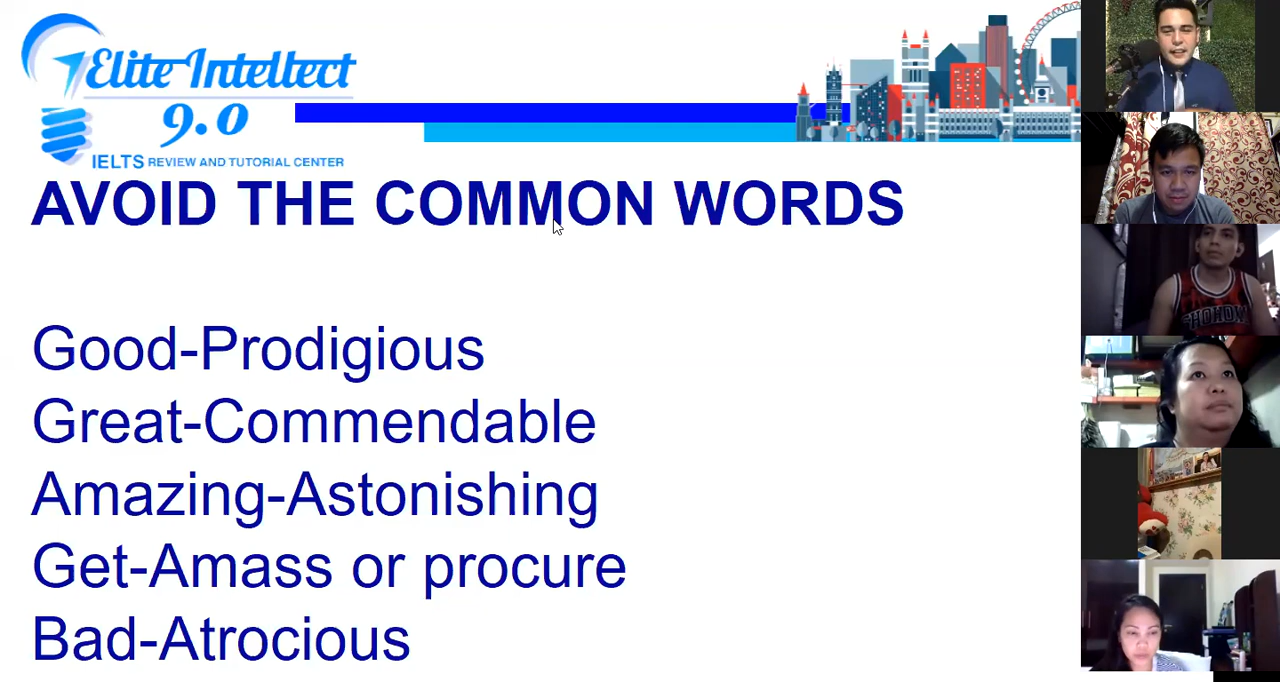 Elite Intellect
9.0
IELTS REVIEW AND TUTORIAL CENTER
AVOID THE COMMON WORDS
Good-Prodigious
Great-Commendable
Amazing-Astonishing
Get-Amass or procure
Bad-Atrocious